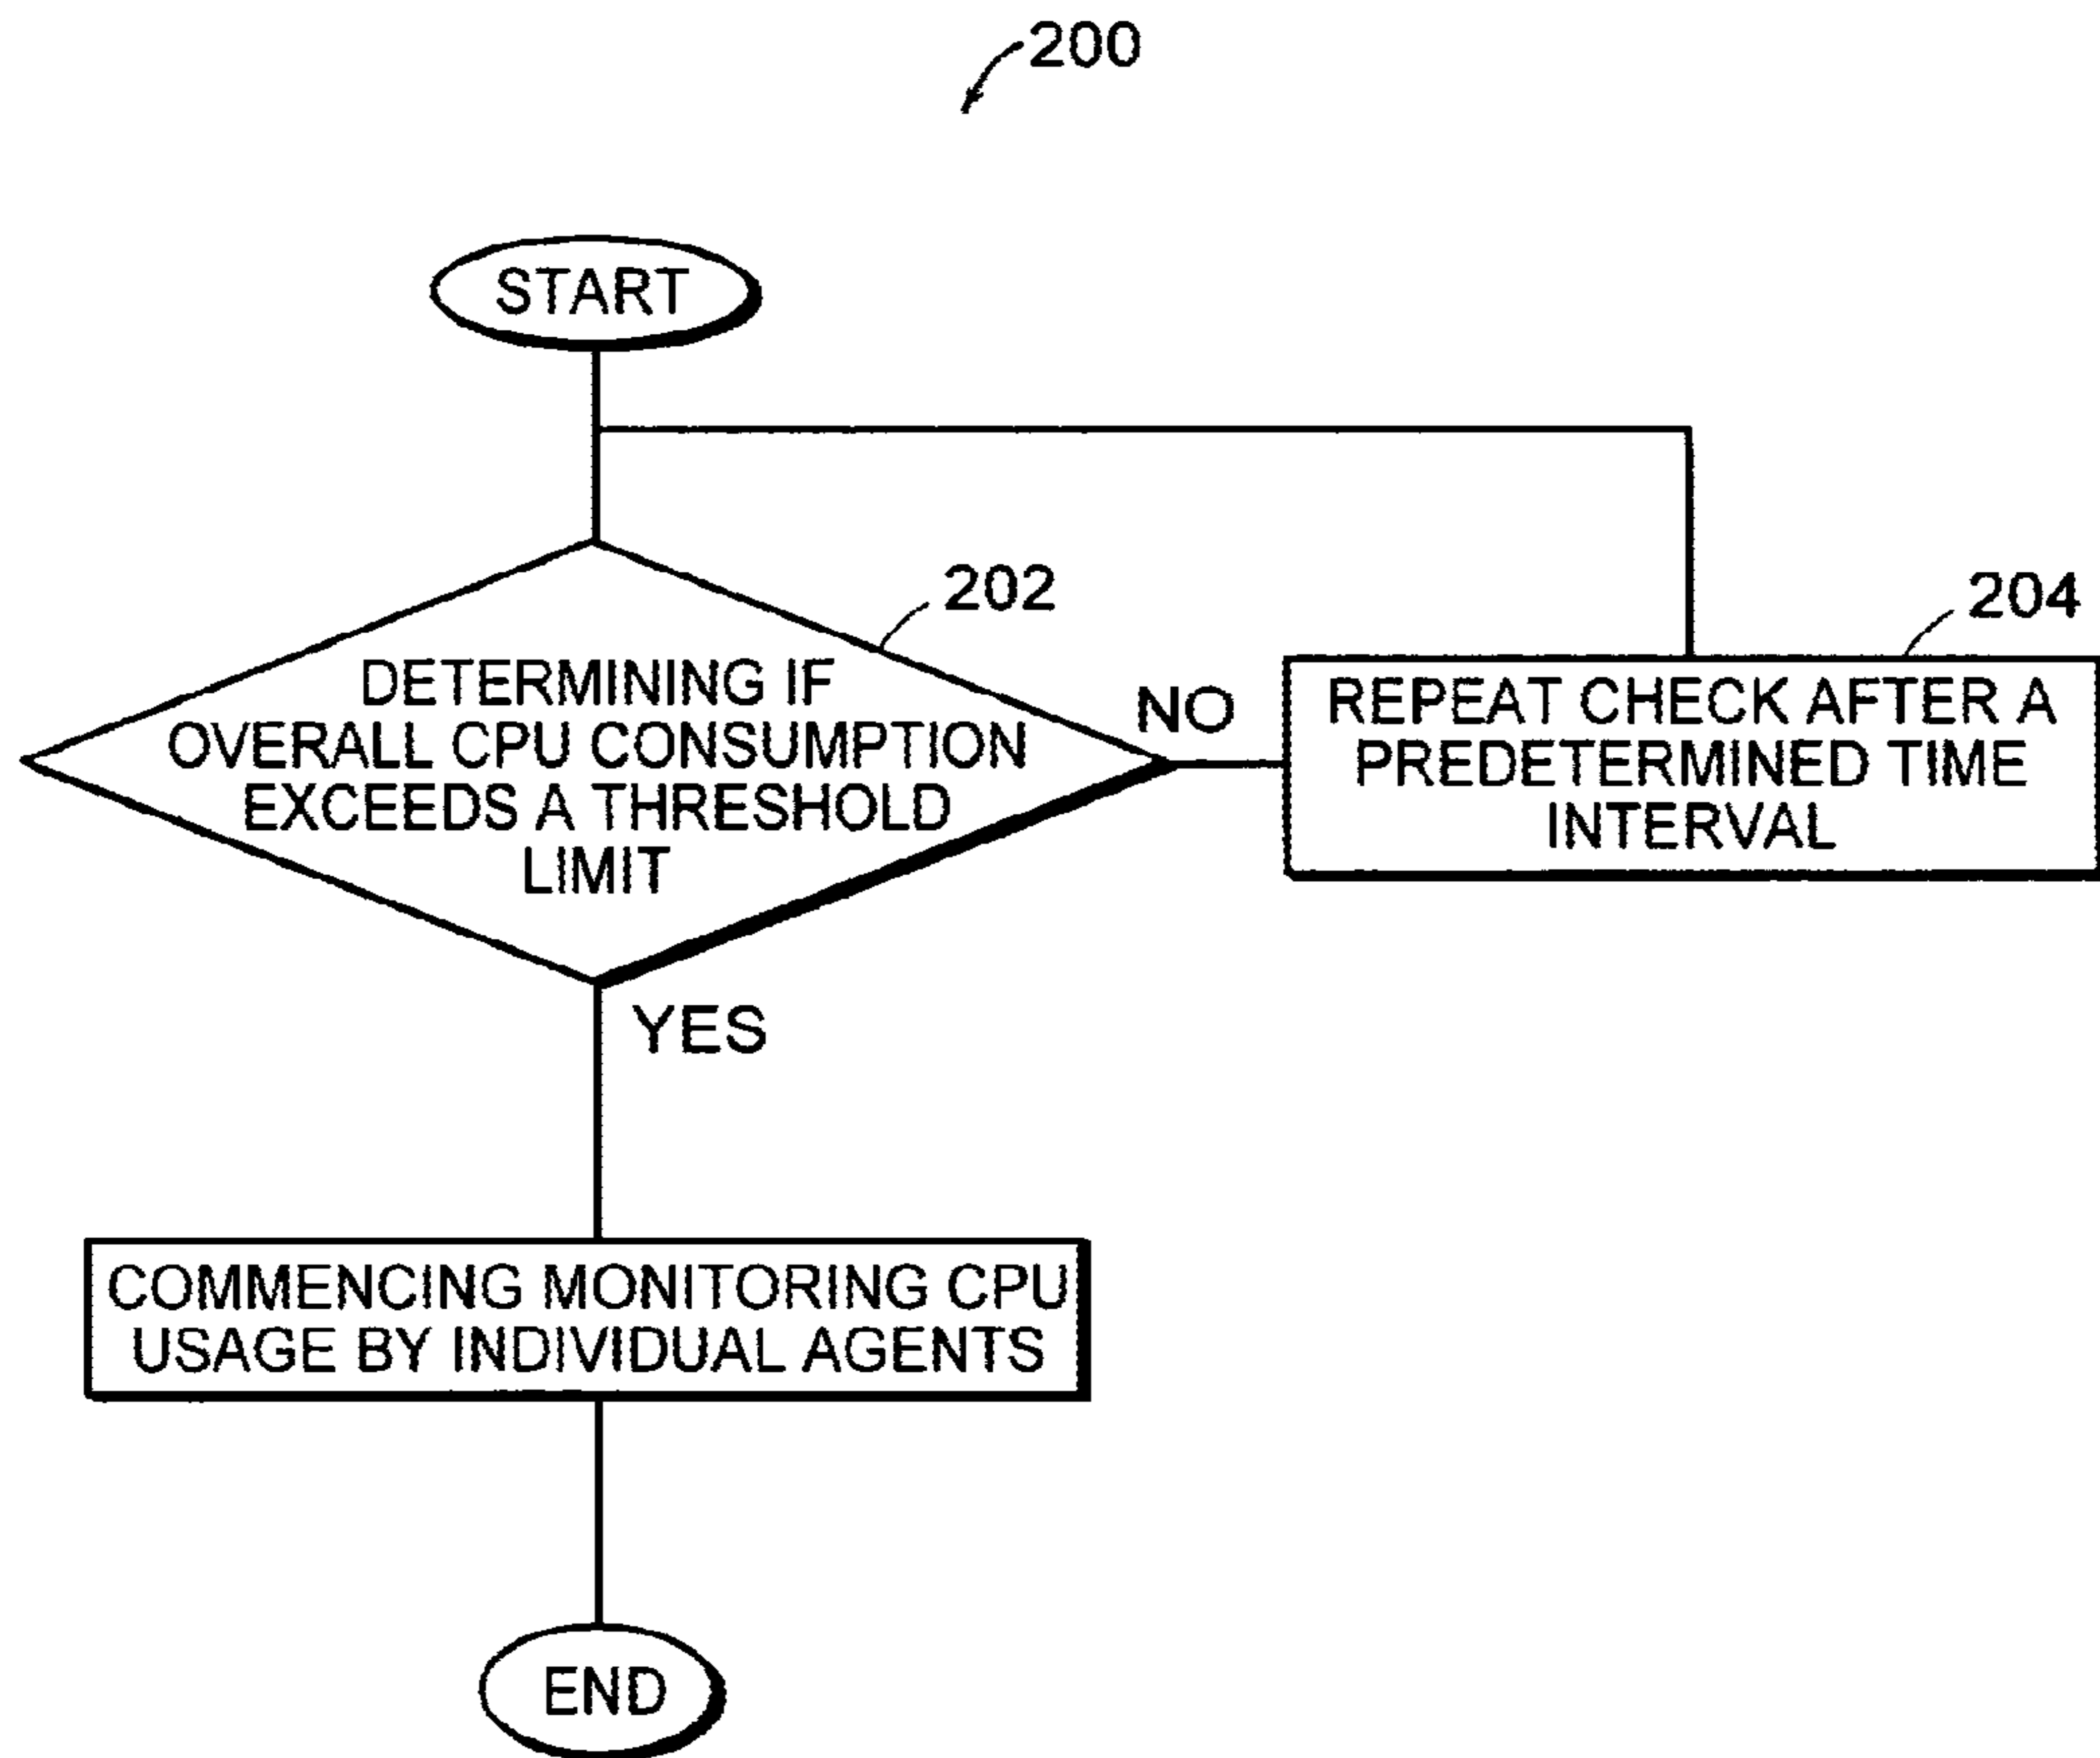 200
START
202
DETERMINING IF
OVERALL CPU CONSUMPTION
EXCEEDS A THRESHOLD
LIMIT
NO
204
REPEAT CHECK AFTER A
PREDETERMINED TIME
INTERVAL
YES
COMMENCING MONITORING CPU
USAGE BY INDIVIDUAL AGENTS
END